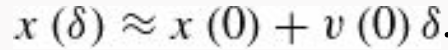 x (δ) ≈ x (0) + v (0) δ.